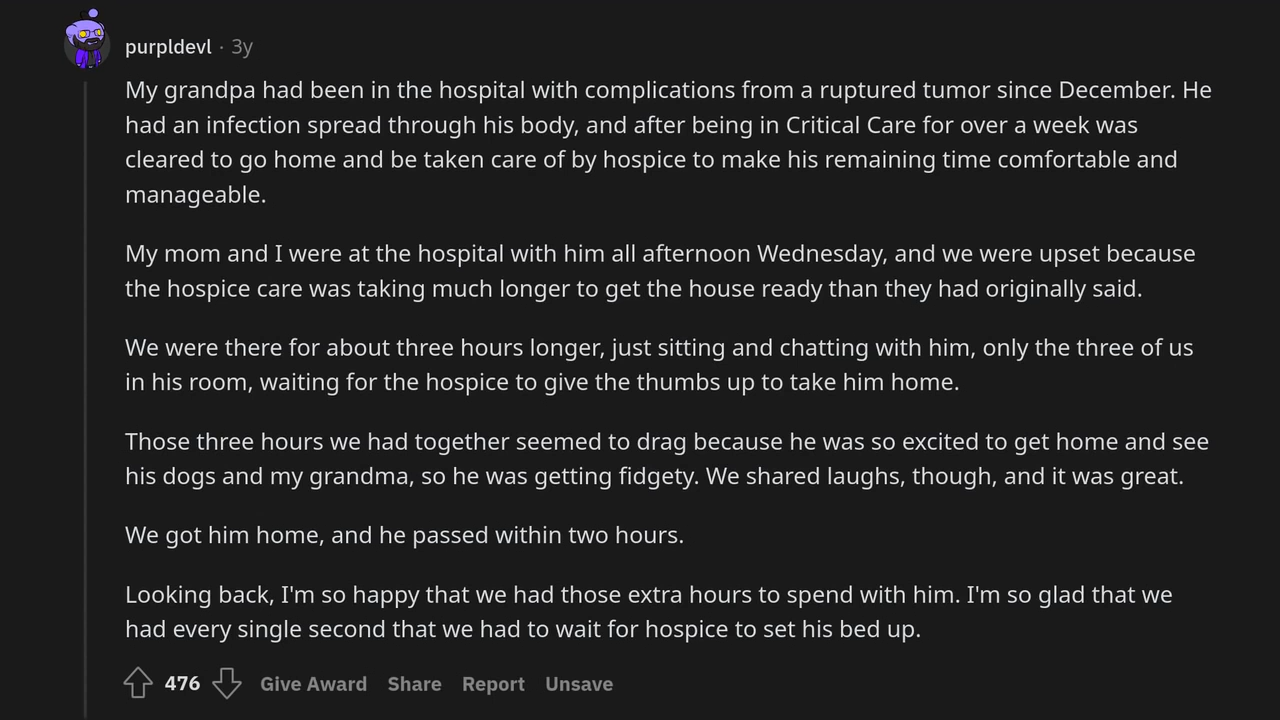 purpldevl · 3y
My grandpa had been in the hospital with complications from a ruptured tumor since December. He
had an infection spread through his body, and after being in Critical Care for over a week was
cleared to go home and be taken care of by hospice to make his remaining time comfortable and
manageable.
My mom and I were at the hospital with him all afternoon Wednesday, and we were upset because
the hospice care was taking much longer to get the house ready than they had originally said.
We were there for about three hours longer, just sitting and chatting with him, only the three of us
in his room, waiting for the hospice to give the thumbs up to take him home.
Those three hours we had together seemed to drag because he was so excited to get home and see
his dogs and my grandma, so he was getting fidgety. We shared laughs, though, and it was great.
We got him home, and he passed within two hours.
Looking back, I'm so happy that we had those extra hours to spend with him. I'm so glad that we
had every single second that we had to wait for hospice to set his bed up.
476 Give Award Share Report Unsave